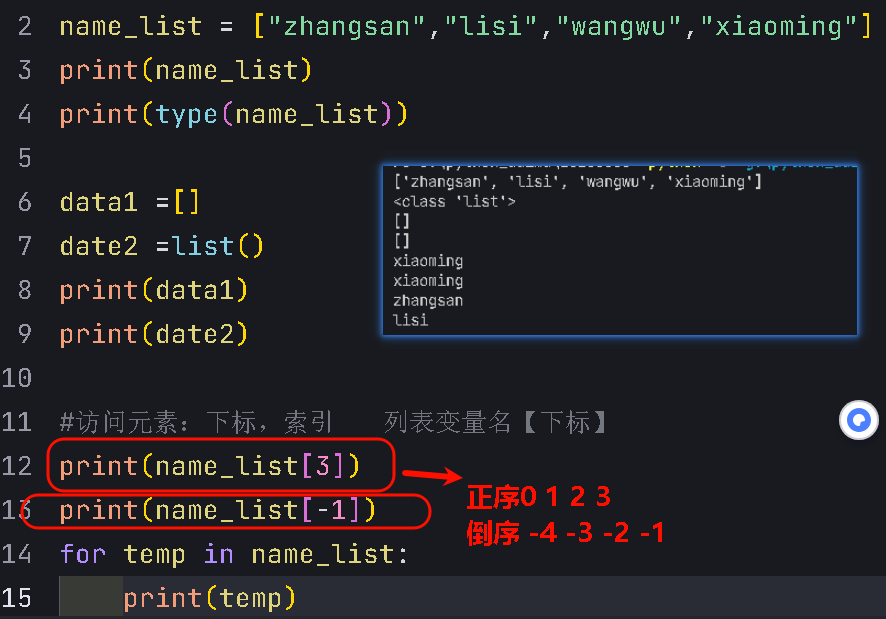 2 name_list = ["zhangsan","lisi","wangwu","xiaoming"]
3 print(name_list)
4 print(type(name_list))
5
6 data1 =[]
7 date2 =list()
8 print(data1)
9 print(date2)
10
11 #访问元素：下标，索引 列表变量名【下标】
12 print(name_list[3])
13 print(name_list[-1])
14 for temp in name_list:
15 print(temp)
['zhangsan', 'lisi', 'wangwu', 'xiaoming']
<class 'list'>
[]
[]
xiaoming
xiaoming
zhangsan
lisi
正序0 1 2 3
倒序 -4 -3 -2 -1